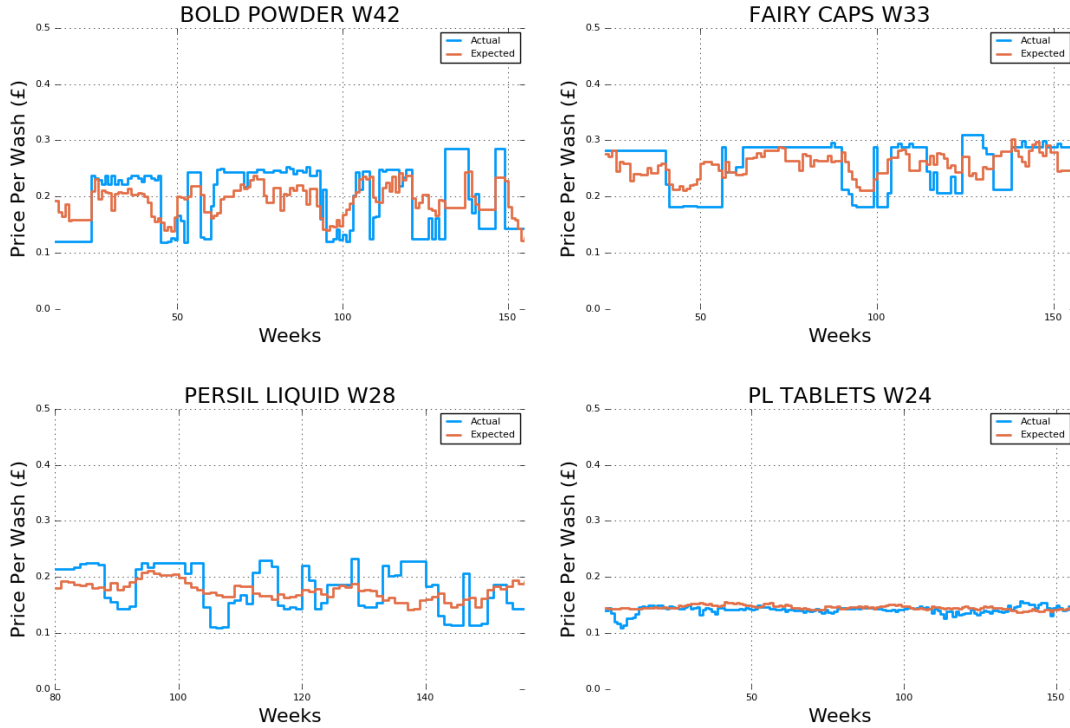 BOLD POWDER W42
Price Per Wash (£)
0.5
0.4
0.3
0.2
0.1
0.0
Actual
Expected
50
100
150
Weeks
FAIRY CAPS W33
Price Per Wash (£)
0.5
0.4
0.3
0.2
0.1
0.0
Actual
Expected
50
100
150
Weeks
PERSIL LIQUID W28
Price Per Wash (£)
0.5
0.4
0.3
0.2
0.1
0.0
Actual
Expected
80
100
120
140
Weeks
PL TABLETS W24
Price Per Wash (£)
0.5
0.4
0.3
0.2
0.1
0.0
Actual
Expected
50
100
150
Weeks